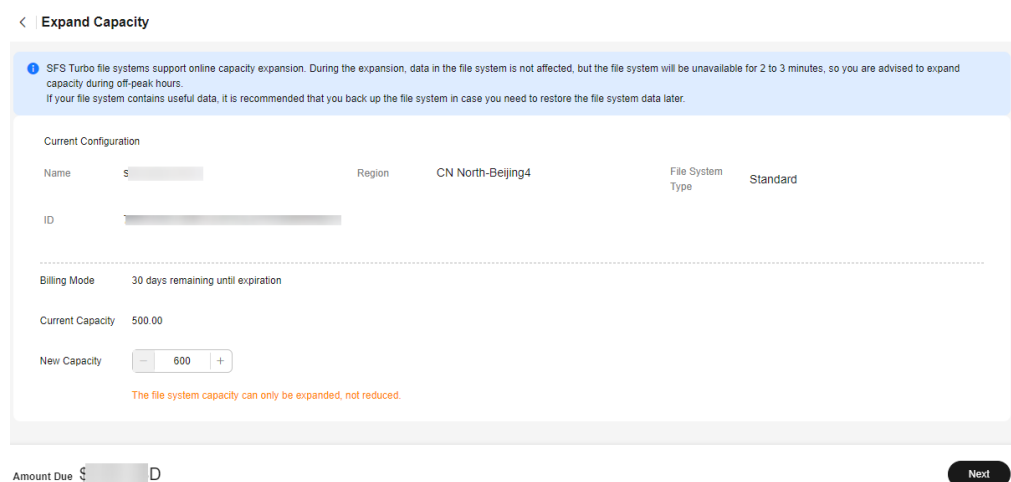 Expand Capacity
SFS Turbo file systems support online capacity expansion. During the expansion, data in the file system is not affected, but the file system will be unavailable for 2 to 3 minutes, so you are advised to expand
capacity during off-peak hours.
If your file system contains useful data, it is recommended that you back up the file system in case you need to restore the file system data later.
Current Configuration
Name
Region CN North-Beijing4
File System Type Standard
ID
Billing Mode 30 days remaining until expiration
Current Capacity 500.00
New Capacity − 600 +
The file system capacity can only be expanded, not reduced.
Amount Due $ D
Next